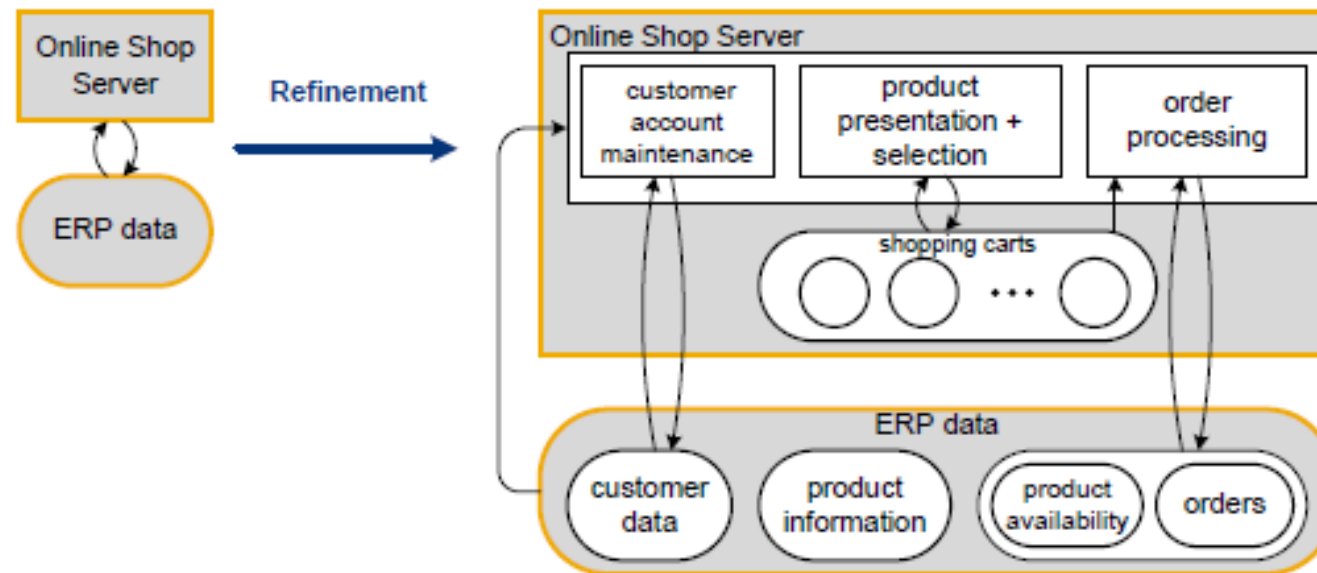 Online Shop
Server
ERP data
Refinement
Online Shop Server
customer
account
maintenance
product
presentation +
selection
order
processing
shopping carts
• • •
ERP data
customer
data
product
information
product
availability
orders